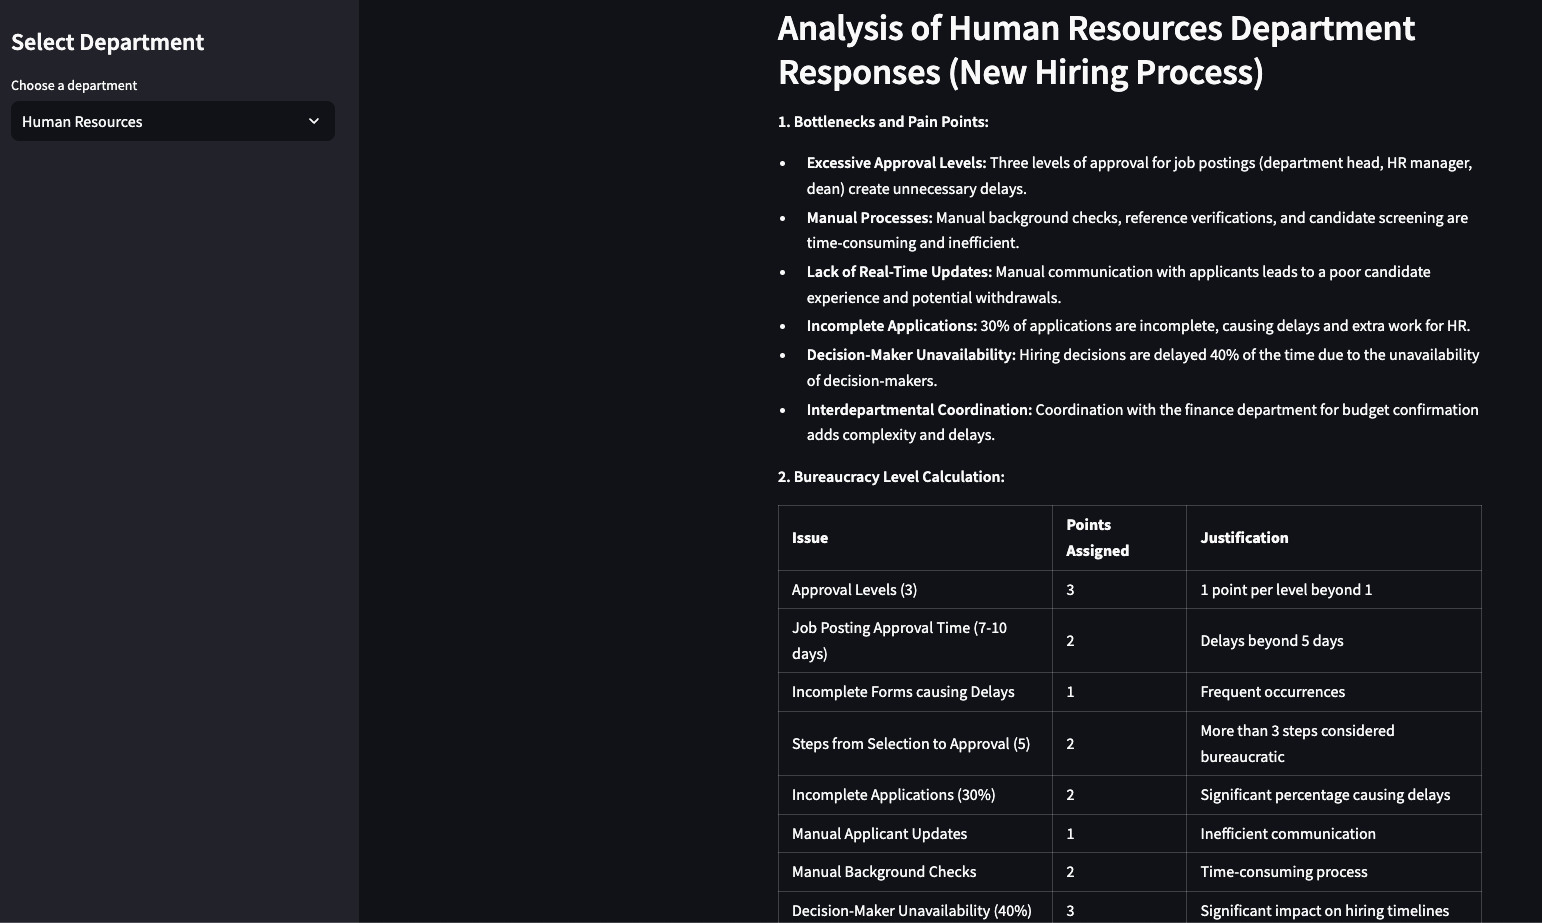 Select Department
Choose a department
Human Resources
Analysis of Human Resources Department
Responses (New Hiring Process)
1. Bottlenecks and Pain Points:
• Excessive Approval Levels: Three levels of approval for job postings (department head, HR manager,
dean) create unnecessary delays.
• Manual Processes: Manual background checks, reference verifications, and candidate screening are
time-consuming and inefficient.
• Lack of Real-Time Updates: Manual communication with applicants leads to a poor candidate
experience and potential withdrawals.
• Incomplete Applications: 30% of applications are incomplete, causing delays and extra work for HR.
• Decision-Maker Unavailability: Hiring decisions are delayed 40% of the time due to the unavailability
of decision-makers.
• Interdepartmental Coordination: Coordination with the finance department for budget confirmation
adds complexity and delays.
2. Bureaucracy Level Calculation:
Issue
Points
Assigned
Justification
Approval Levels (3)
3
1 point per level beyond 1
Job Posting Approval Time (7-10
days)
2
Delays beyond 5 days
Incomplete Forms causing Delays
1
Frequent occurrences
Steps from Selection to Approval (5)
2
More than 3 steps considered
bureaucratic
Incomplete Applications (30%)
2
Significant percentage causing delays
Manual Applicant Updates
1
Inefficient communication
Manual Background Checks
2
Time-consuming process
Decision-Maker Unavailability (40%)
3
Significant impact on hiring timelines